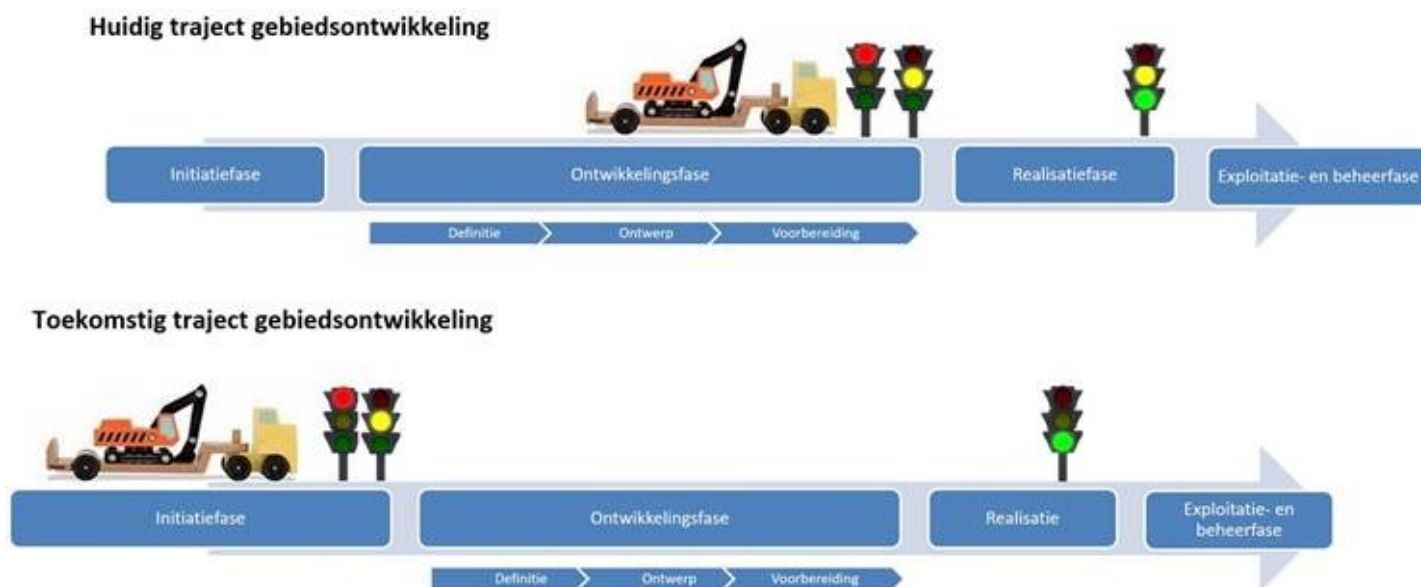 Huidig traject gebiedsontwikkeling
Initiatiefase
Ontwikkelingsfase
Realisatiefase
Exploitatie- en beheerfase
Definitie
Ontwerp
Voorbereiding
Toekomstig traject gebiedsontwikkeling
Initiatiefase
Ontwikkelingsfase
Realisatie
Exploitatie- en
beheerfase
Definitie
Ontwerp
Voorbereiding